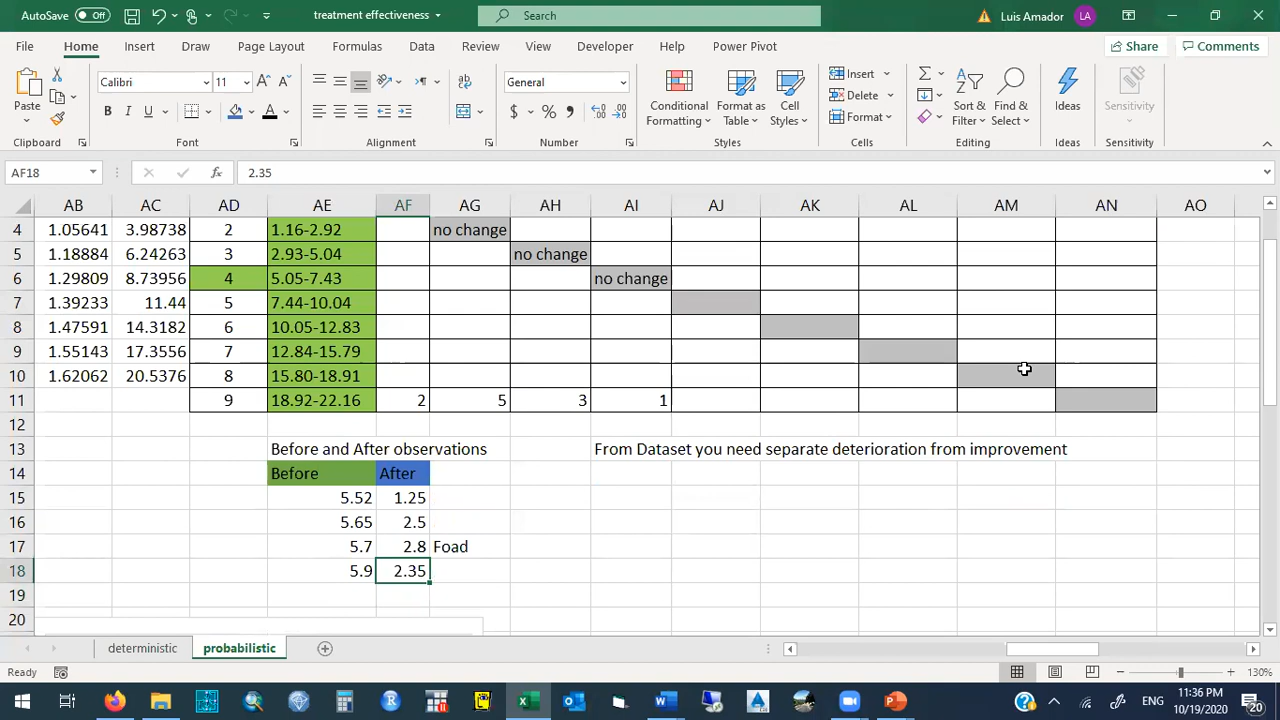 AutoSave Off treatment effectiveness Search Luis Amador LA
File Home Insert Draw Page Layout Formulas Data Review View Developer Help Power Pivot Share Comments
Paste Calibri 11 B I U General $ % Conditional Formatting Format as Table Cell Styles Insert Delete Format Sort & Filter Find & Select Ideas Sensitivity
Clipboard Font Alignment Number Styles Cells Editing Ideas Sensitivity
AF18 fx 2.35
AB AC AD AE AF AG AH AI AJ AK AL AM AN AO
4 1.05641 3.98738 2 1.16-2.92 no change
5 1.18884 6.24263 3 2.93-5.04 no change
6 1.29809 8.73956 4 5.05-7.43 no change
7 1.39233 11.44 5 7.44-10.04
8 1.47591 14.3182 6 10.05-12.83
9 1.55143 17.3556 7 12.84-15.79
10 1.62062 20.5376 8 15.80-18.91
11 9 18.92-22.16 2 5 3 1
12
13 Before and After observations From Dataset you need separate deterioration from improvement
14 Before After
15 5.52 1.25
16 5.65 2.5
17 5.7 2.8 Foad
18 5.9 2.35
19
20
deterministic probabilistic
Ready 130%
ENG 11:36 PM 10/19/2020 20